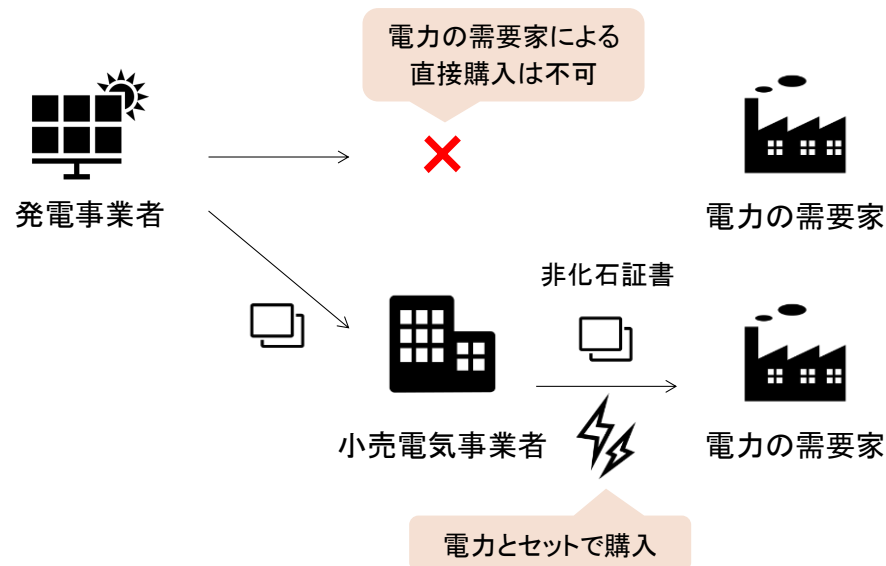 電力の需要家による
直接購入は不可
発電事業者
電力の需要家
非化石証書
小売電気事業者
電力の需要家
電力とセットで購入